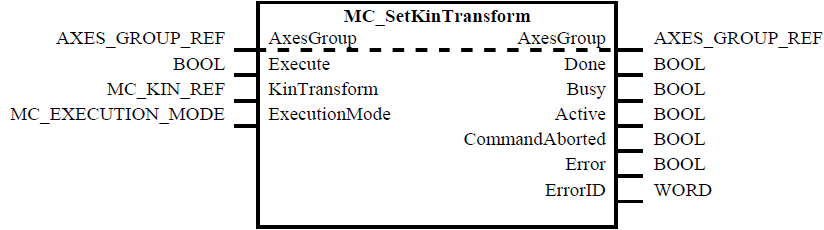 MC_SetKinTransform
AXES_GROUP_REF AxesGroup AxesGroup AXES_GROUP_REF
BOOL Execute Done BOOL
MC_KIN_REF KinTransform Busy BOOL
MC_EXECUTION_MODE ExecutionMode Active BOOL
CommandAborted BOOL
Error BOOL
ErrorID WORD